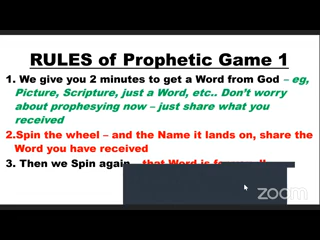 RULES of Prophetic Game 1
1. We give you 2 minutes to get a Word from God – eg,
Picture, Scripture, just a Word, etc.. Don't worry
about prophesying now – just share what you
received
2.Spin the wheel – and the Name it lands on, share the
Word you have received
3. Then we Spin again – that Word is for
zoom